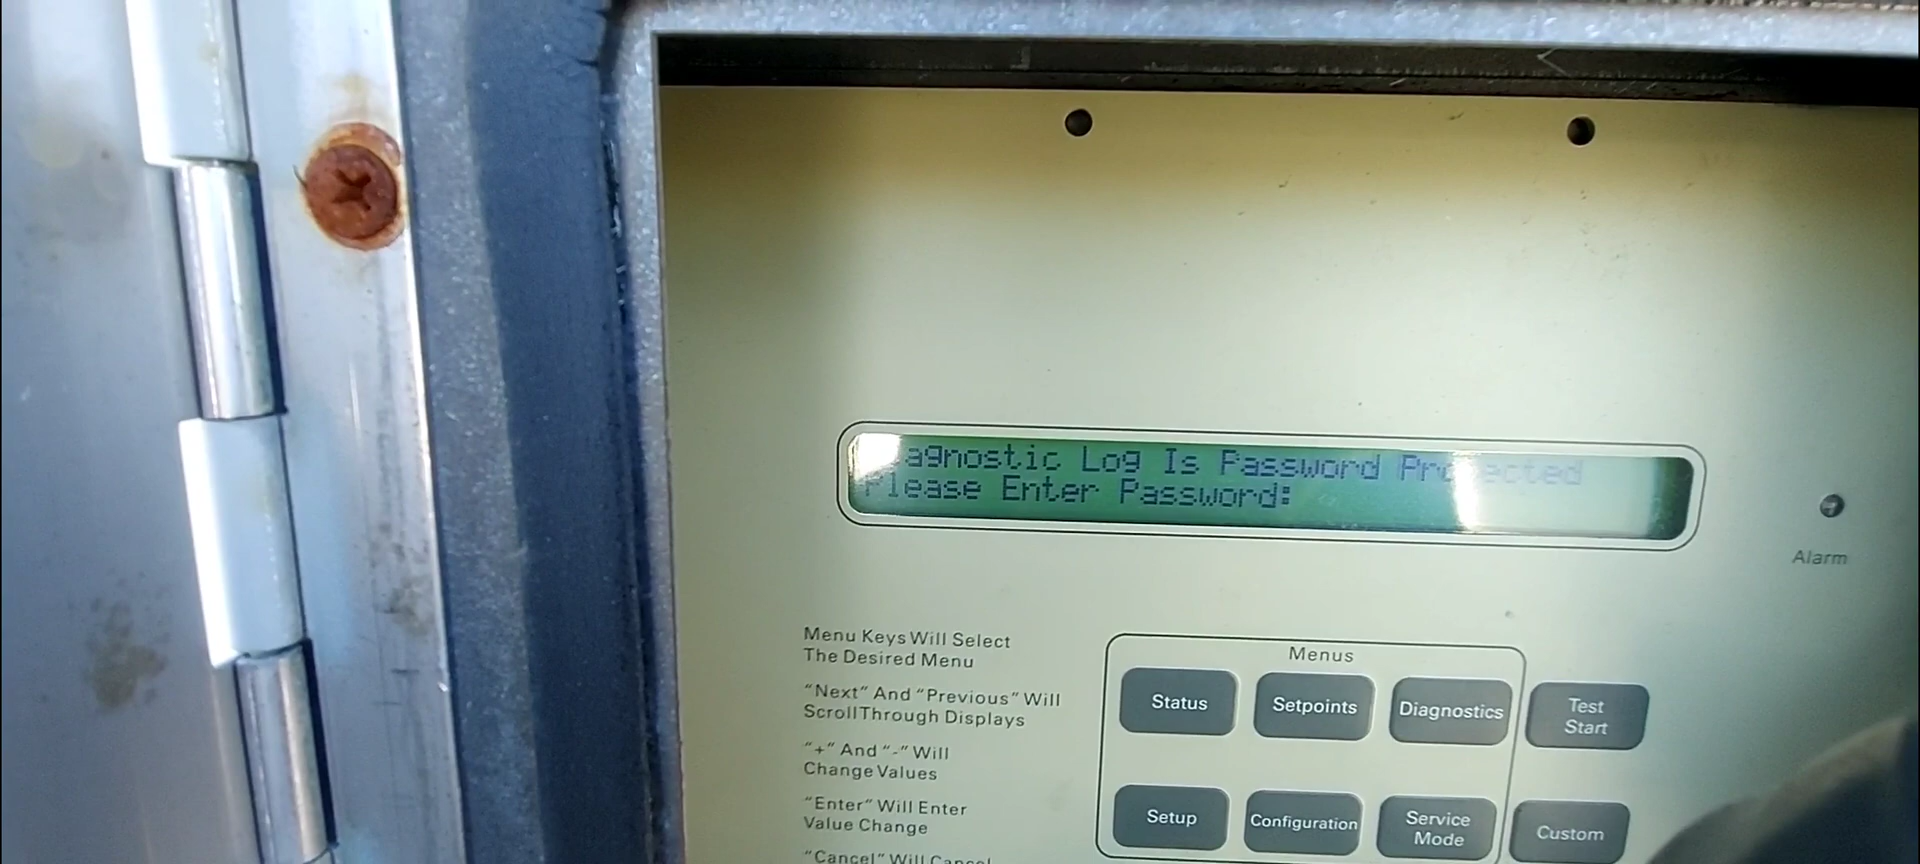 agnostic Log Is Password Protected
Please Enter Password:
Alarm
Menu Keys Will Select
The Desired Menu
"Next" And "Previous" Will
Scroll Through Displays
"+" And "-" Will
Change Values
"Enter" Will Enter
Value Change
"Cancel" Will Cancel
Menus
Status
Setpoints
Diagnostics
Test
Start
Setup
Configuration
Service
Mode
Custom